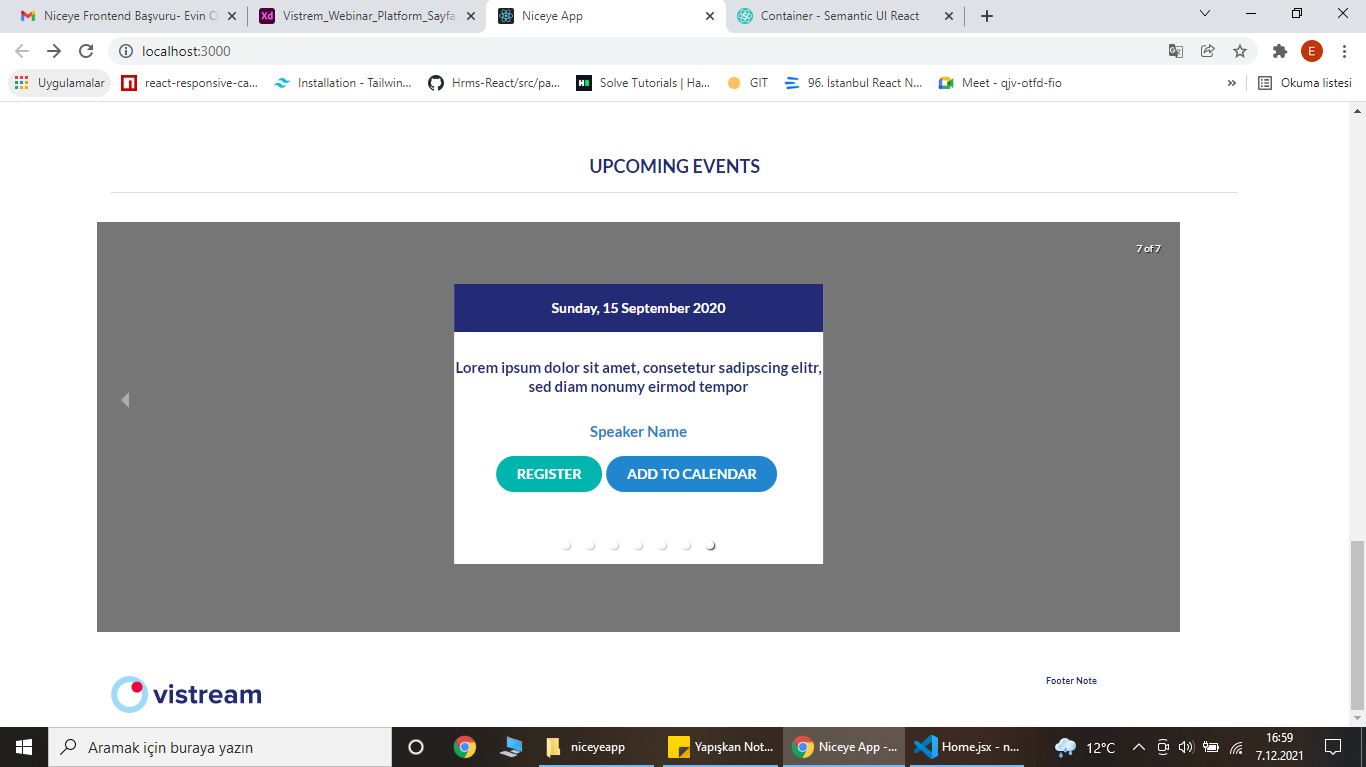 Niceye Frontend Başvuru- Evin O
Vistrem_Webinar_Platform_Sayfa
Niceye App
Container - Semantic UI React
localhost:3000
E
Uygulamalar
react-responsive-ca...
Installation - Tailwin...
Hrms-React/src/pa...
Solve Tutorials | Ha...
GIT
96. İstanbul React N...
Meet - qjv-otfd-fio
»
Okuma listesi
UPCOMING EVENTS
7 of 7
Sunday, 15 September 2020
Lorem ipsum dolor sit amet, consetetur sadipscing elitr,
sed diam nonumy eirmod tempor
Speaker Name
REGISTER
ADD TO CALENDAR
vistream
Footer Note
Aramak için buraya yazın
niceyeapp
Yapışkan Not...
Niceye App -...
Home.jsx - n...
12°C
16:59
7.12.2021